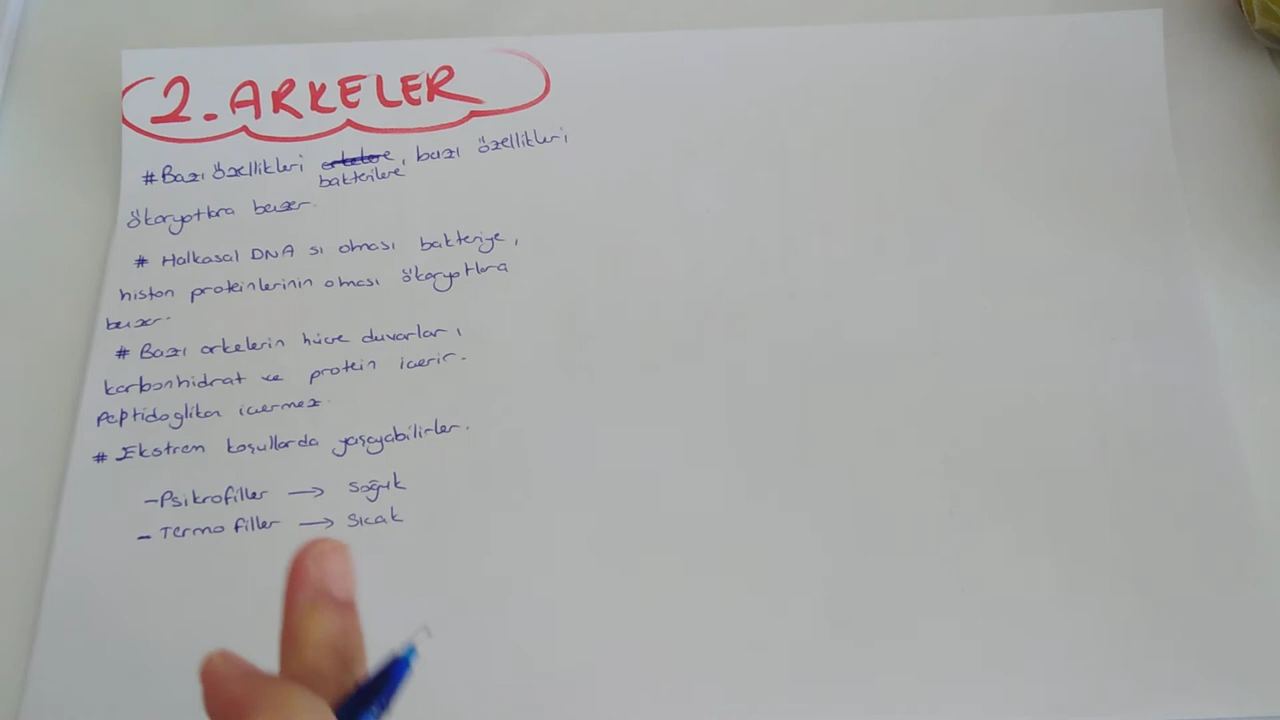 2. ARKELER
# Bazı özellikleri arkelere, bazı özellikleri
bakterilere
ökaryotlara benzer.
# Halkasal DNA sı olması bakteriye,
histon proteinlerinin olması ökaryotlara
benzer.
# Bazı arkelerin hücre duvarları
karbonhidrat ve protein içerir.
Peptidoglikan içermez.
# Ekstrem koşullarda yaşayabilirler.
- Psikrofiller → Soğuk
- Termofiller → Sıcak